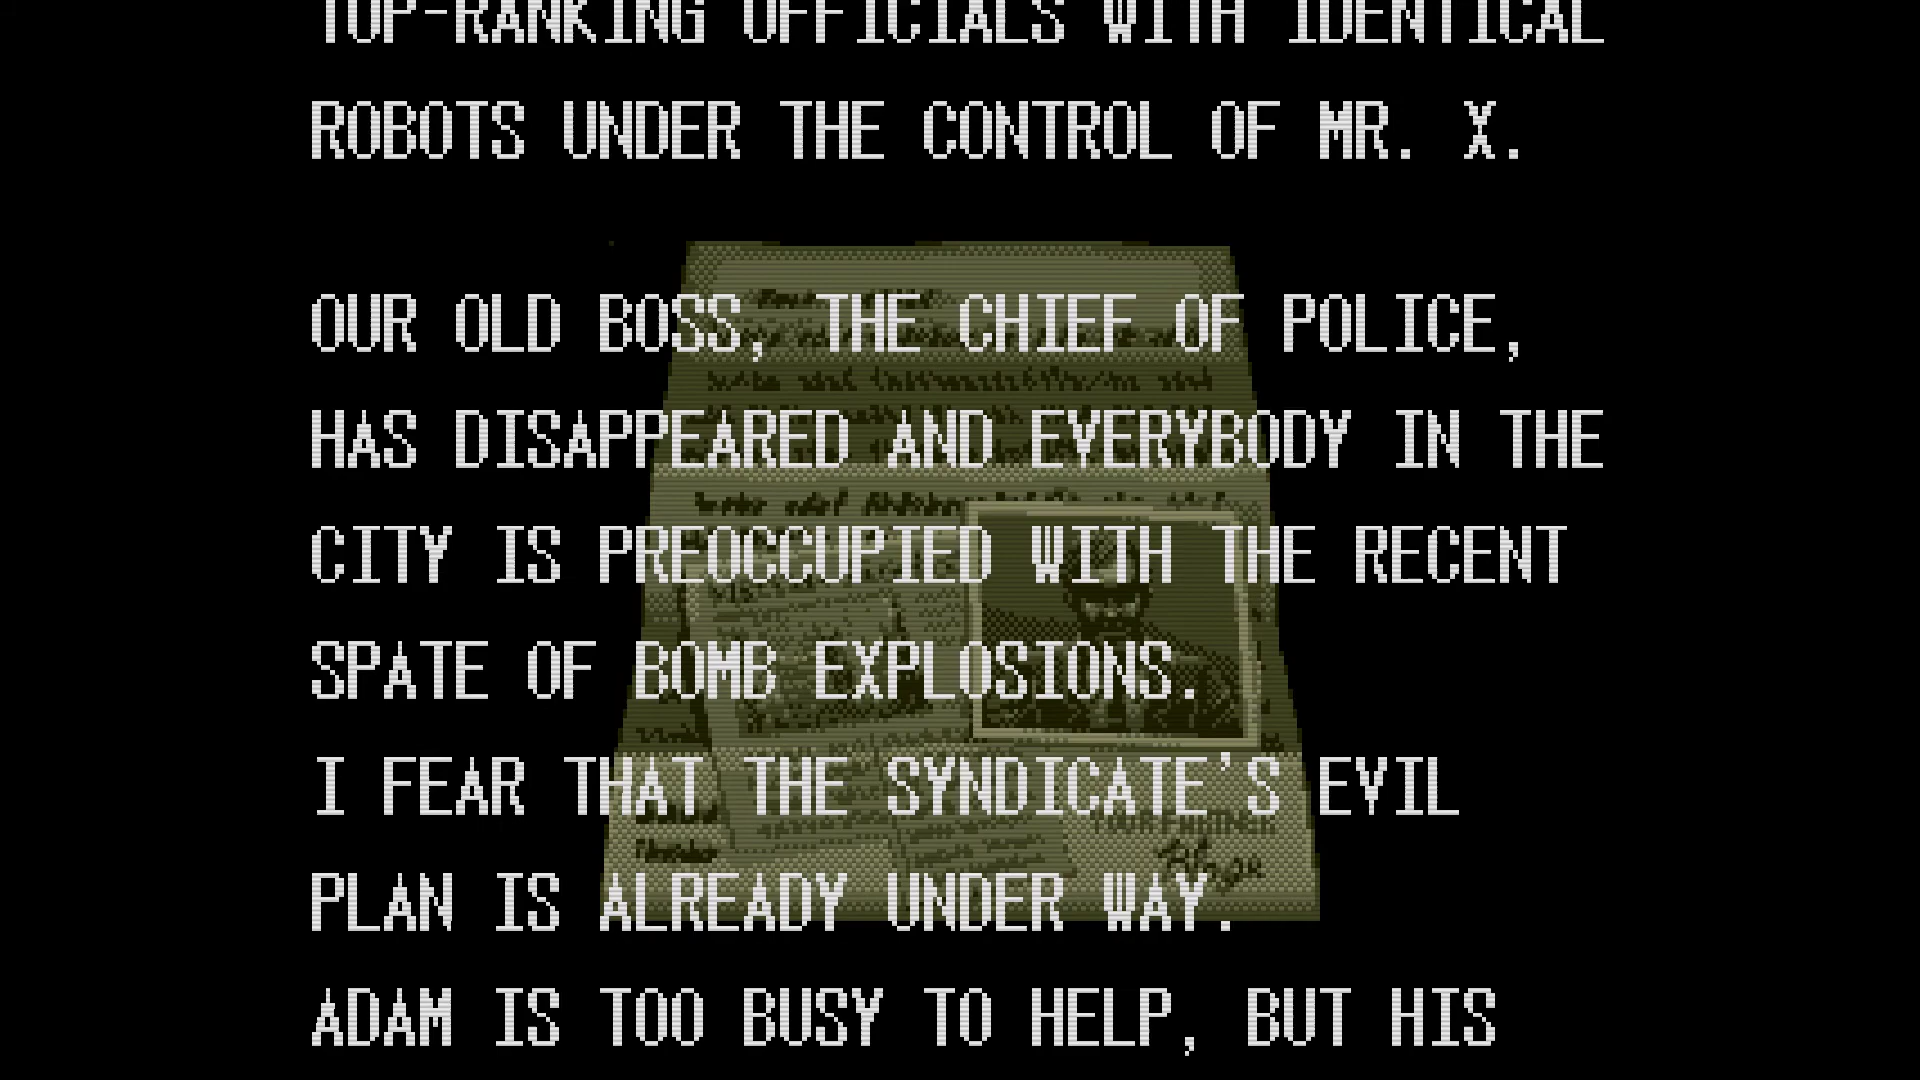 TOP-RANKING OFFICIALS WITH IDENTICAL
ROBOTS UNDER THE CONTROL OF MR. X.
OUR OLD BOSS, THE CHIEF OF POLICE,
HAS DISAPPEARED AND EVERYBODY IN THE
CITY IS PREOCCUPIED WITH THE RECENT
SPATE OF BOMB EXPLOSIONS.
I FEAR THAT THE SYNDICATE'S EVIL
PLAN IS ALREADY UNDER WAY.
ADAM IS TOO BUSY TO HELP, BUT HIS